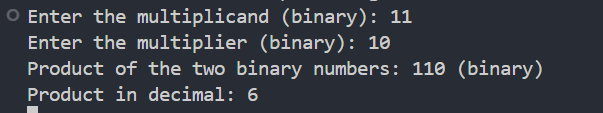 Enter the multiplicand (binary): 11
Enter the multiplier (binary): 10
Product of the two binary numbers: 110 (binary)
Product in decimal: 6